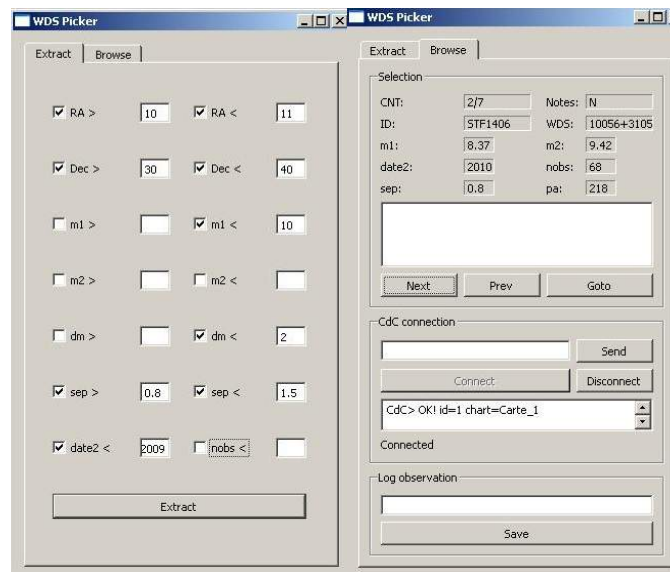 WDS Picker
Extract Browse
RA > 10 RA < 11
Dec > 30 Dec < 40
m1 > m1 < 10
m2 > m2 <
dm > dm < 2
sep > 0.8 sep < 1.5
date2 < 2009 nobs <
Extract
WDS Picker
Extract Browse
Selection
CNT: 2/7 Notes: N
ID: STF1406 WDS: 10056+3105
m1: 8.37 m2: 9.42
date2: 2010 nobs: 68
sep: 0.8 pa: 218
Next Prev Goto
CdC connection
Send
Connect Disconnect
CdC> OK! id=1 chart=Carte_1
Connected
Log observation
Save